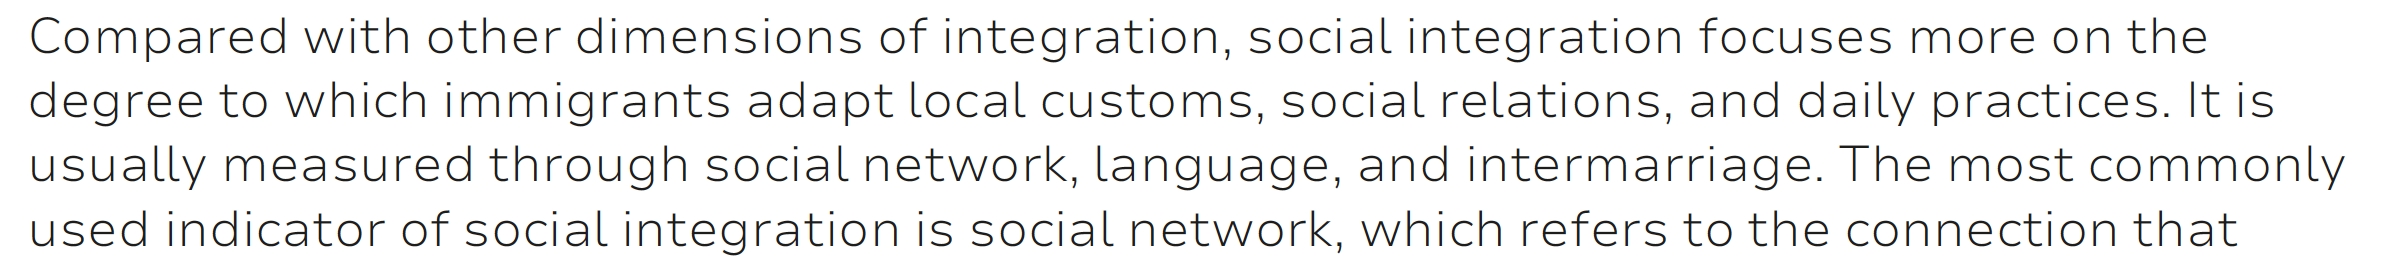 Compared with other dimensions of integration, social integration focuses more on the
degree to which immigrants adapt local customs, social relations, and daily practices. It is
usually measured through social network, language, and intermarriage. The most commonly
used indicator of social integration is social network, which refers to the connection that